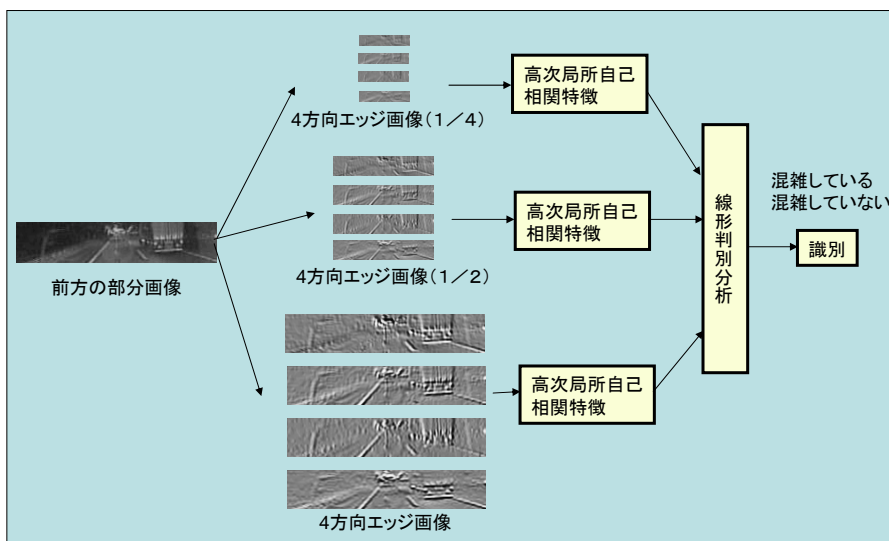 高次局所自己
相関特徴
4方向エッジ画像(1/4)
高次局所自己
相関特徴
4方向エッジ画像(1/2)
前方の部分画像
高次局所自己
相関特徴
4方向エッジ画像
線形判別分析
混雑している
混雑していない
識別